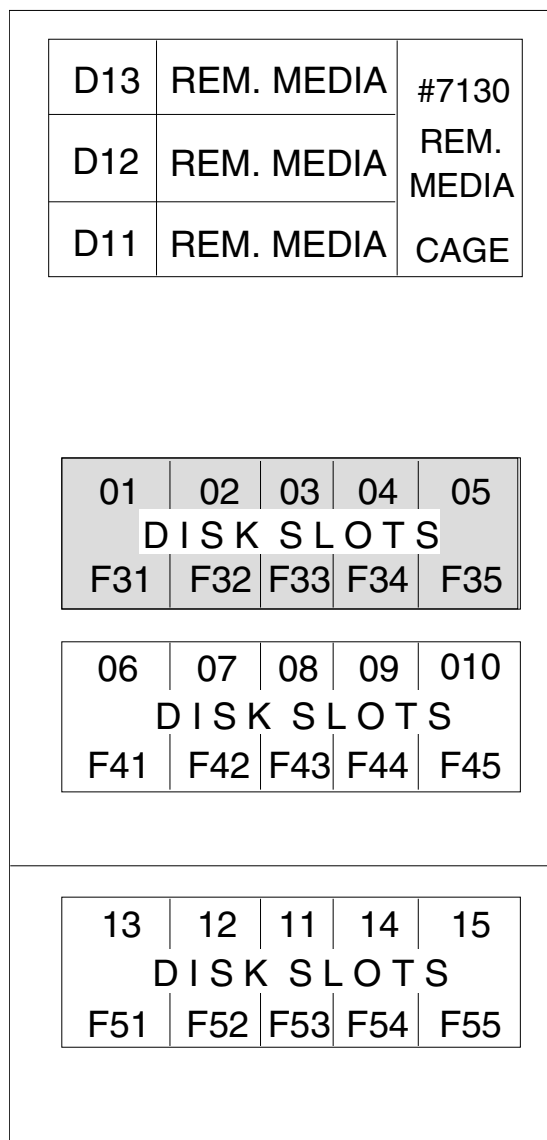 D13 REM. MEDIA #7130
D12 REM. MEDIA REM. MEDIA
D11 REM. MEDIA CAGE
01 02 03 04 05
DISK SLOTS
F31 F32 F33 F34 F35
06 07 08 09 010
DISK SLOTS
F41 F42 F43 F44 F45
13 12 11 14 15
DISK SLOTS
F51 F52 F53 F54 F55